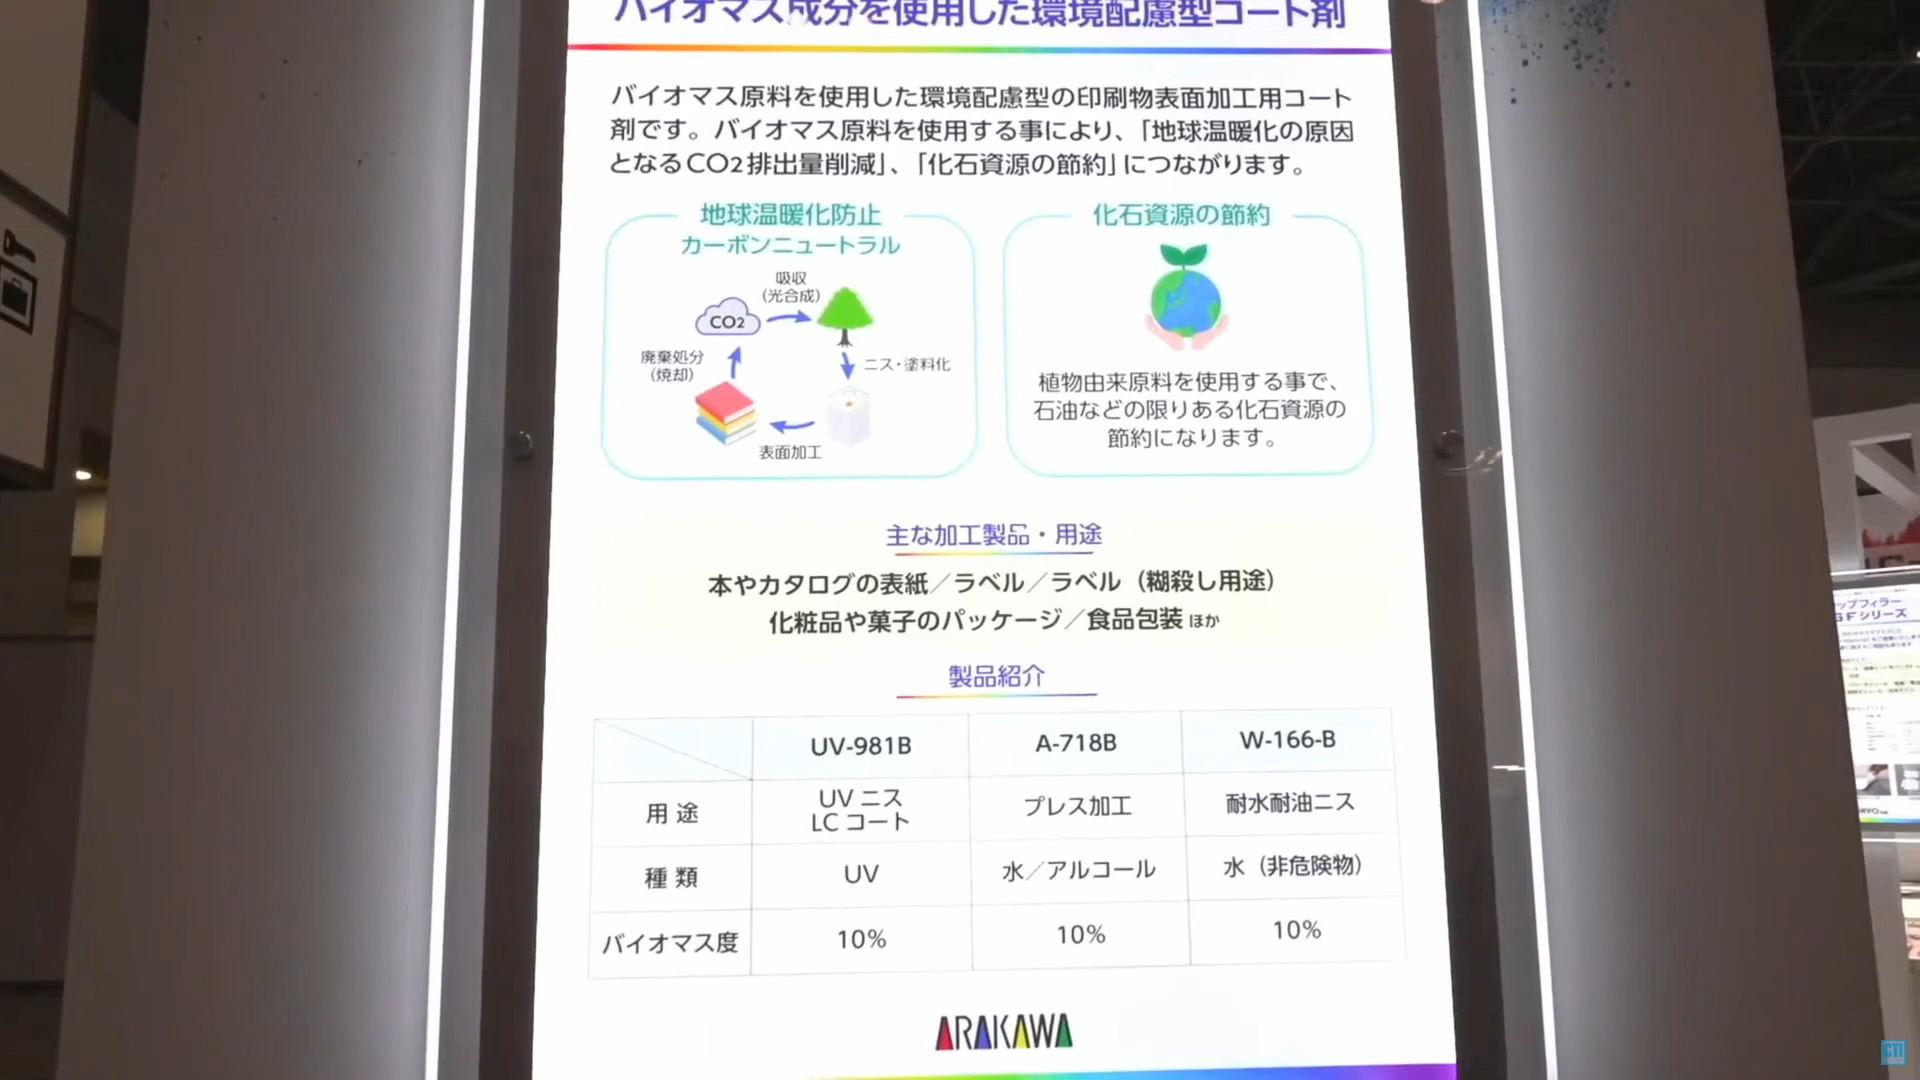 バイオマス成分を使用した環境配慮型コート剤
バイオマス原料を使用した環境配慮型の印刷物表面加工用コート
剤です。バイオマス原料を使用する事により、「地球温暖化の原因
となるCO2排出量削減」、「化石資源の節約」につながります。
地球温暖化防止
カーボンニュートラル
吸収
(光合成)
CO2
廃棄処分
(焼却)
ニス・塗料化
表面加工
化石資源の節約
植物由来原料を使用する事で、
石油などの限りある化石資源の
節約になります。
主な加工製品・用途
本やカタログの表紙／ラベル／ラベル（糊殺し用途）
化粧品や菓子のパッケージ／食品包装 ほか
製品紹介
UV-981B A-718B W-166-B
用途 UV ニス LC コート プレス加工 耐水耐油ニス
種類 UV 水／アルコール 水（非危険物）
バイオマス度 10% 10% 10%
ARAKAWA
ップフィラー
GFシリーズ
CTI